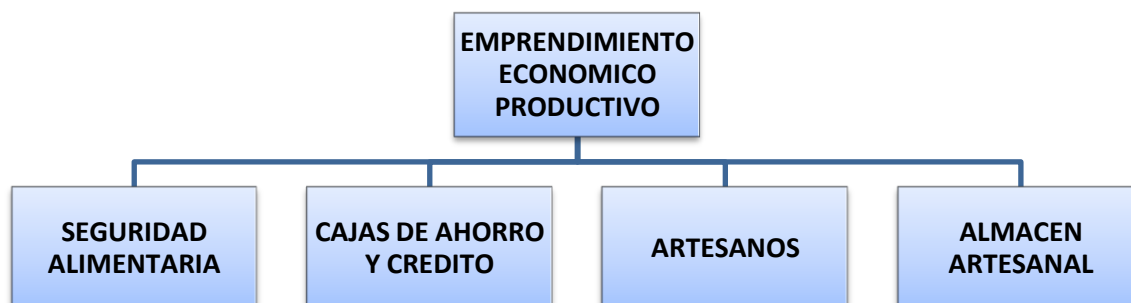 EMPRENDIMIENTO
ECONOMICO
PRODUCTIVO
SEGURIDAD
ALIMENTARIA
CAJAS DE AHORRO
Y CREDITO
ARTESANOS
ALMACEN
ARTESANAL